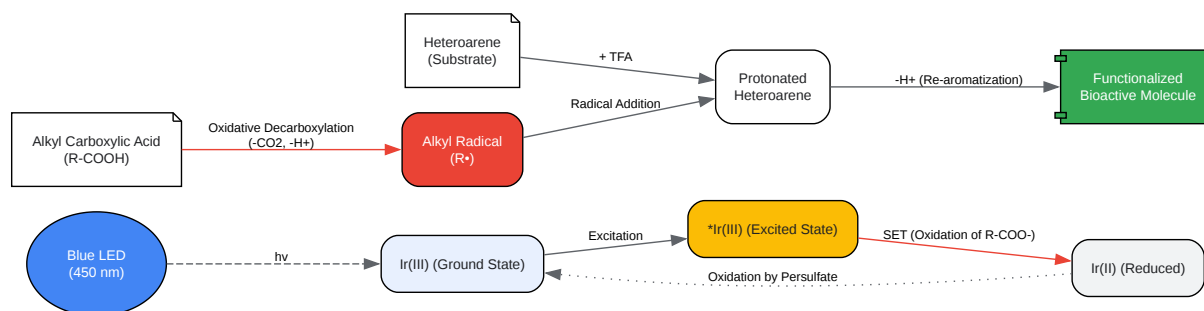 Heteroarene
(Substrate)
+ TFA
Protonated
Heteroarene
-H+ (Re-aromatization)
Functionalized
Bioactive Molecule
Radical Addition
Alkyl Carboxylic Acid
(R-COOH)
Oxidative Decarboxylation
(-CO2, -H+)
Alkyl Radical
(R•)
Blue LED
(450 nm)
hv
Ir(III) (Ground State)
Excitation
*Ir(III) (Excited State)
SET (Oxidation of R-COO-)
Ir(II) (Reduced)
Oxidation by Persulfate